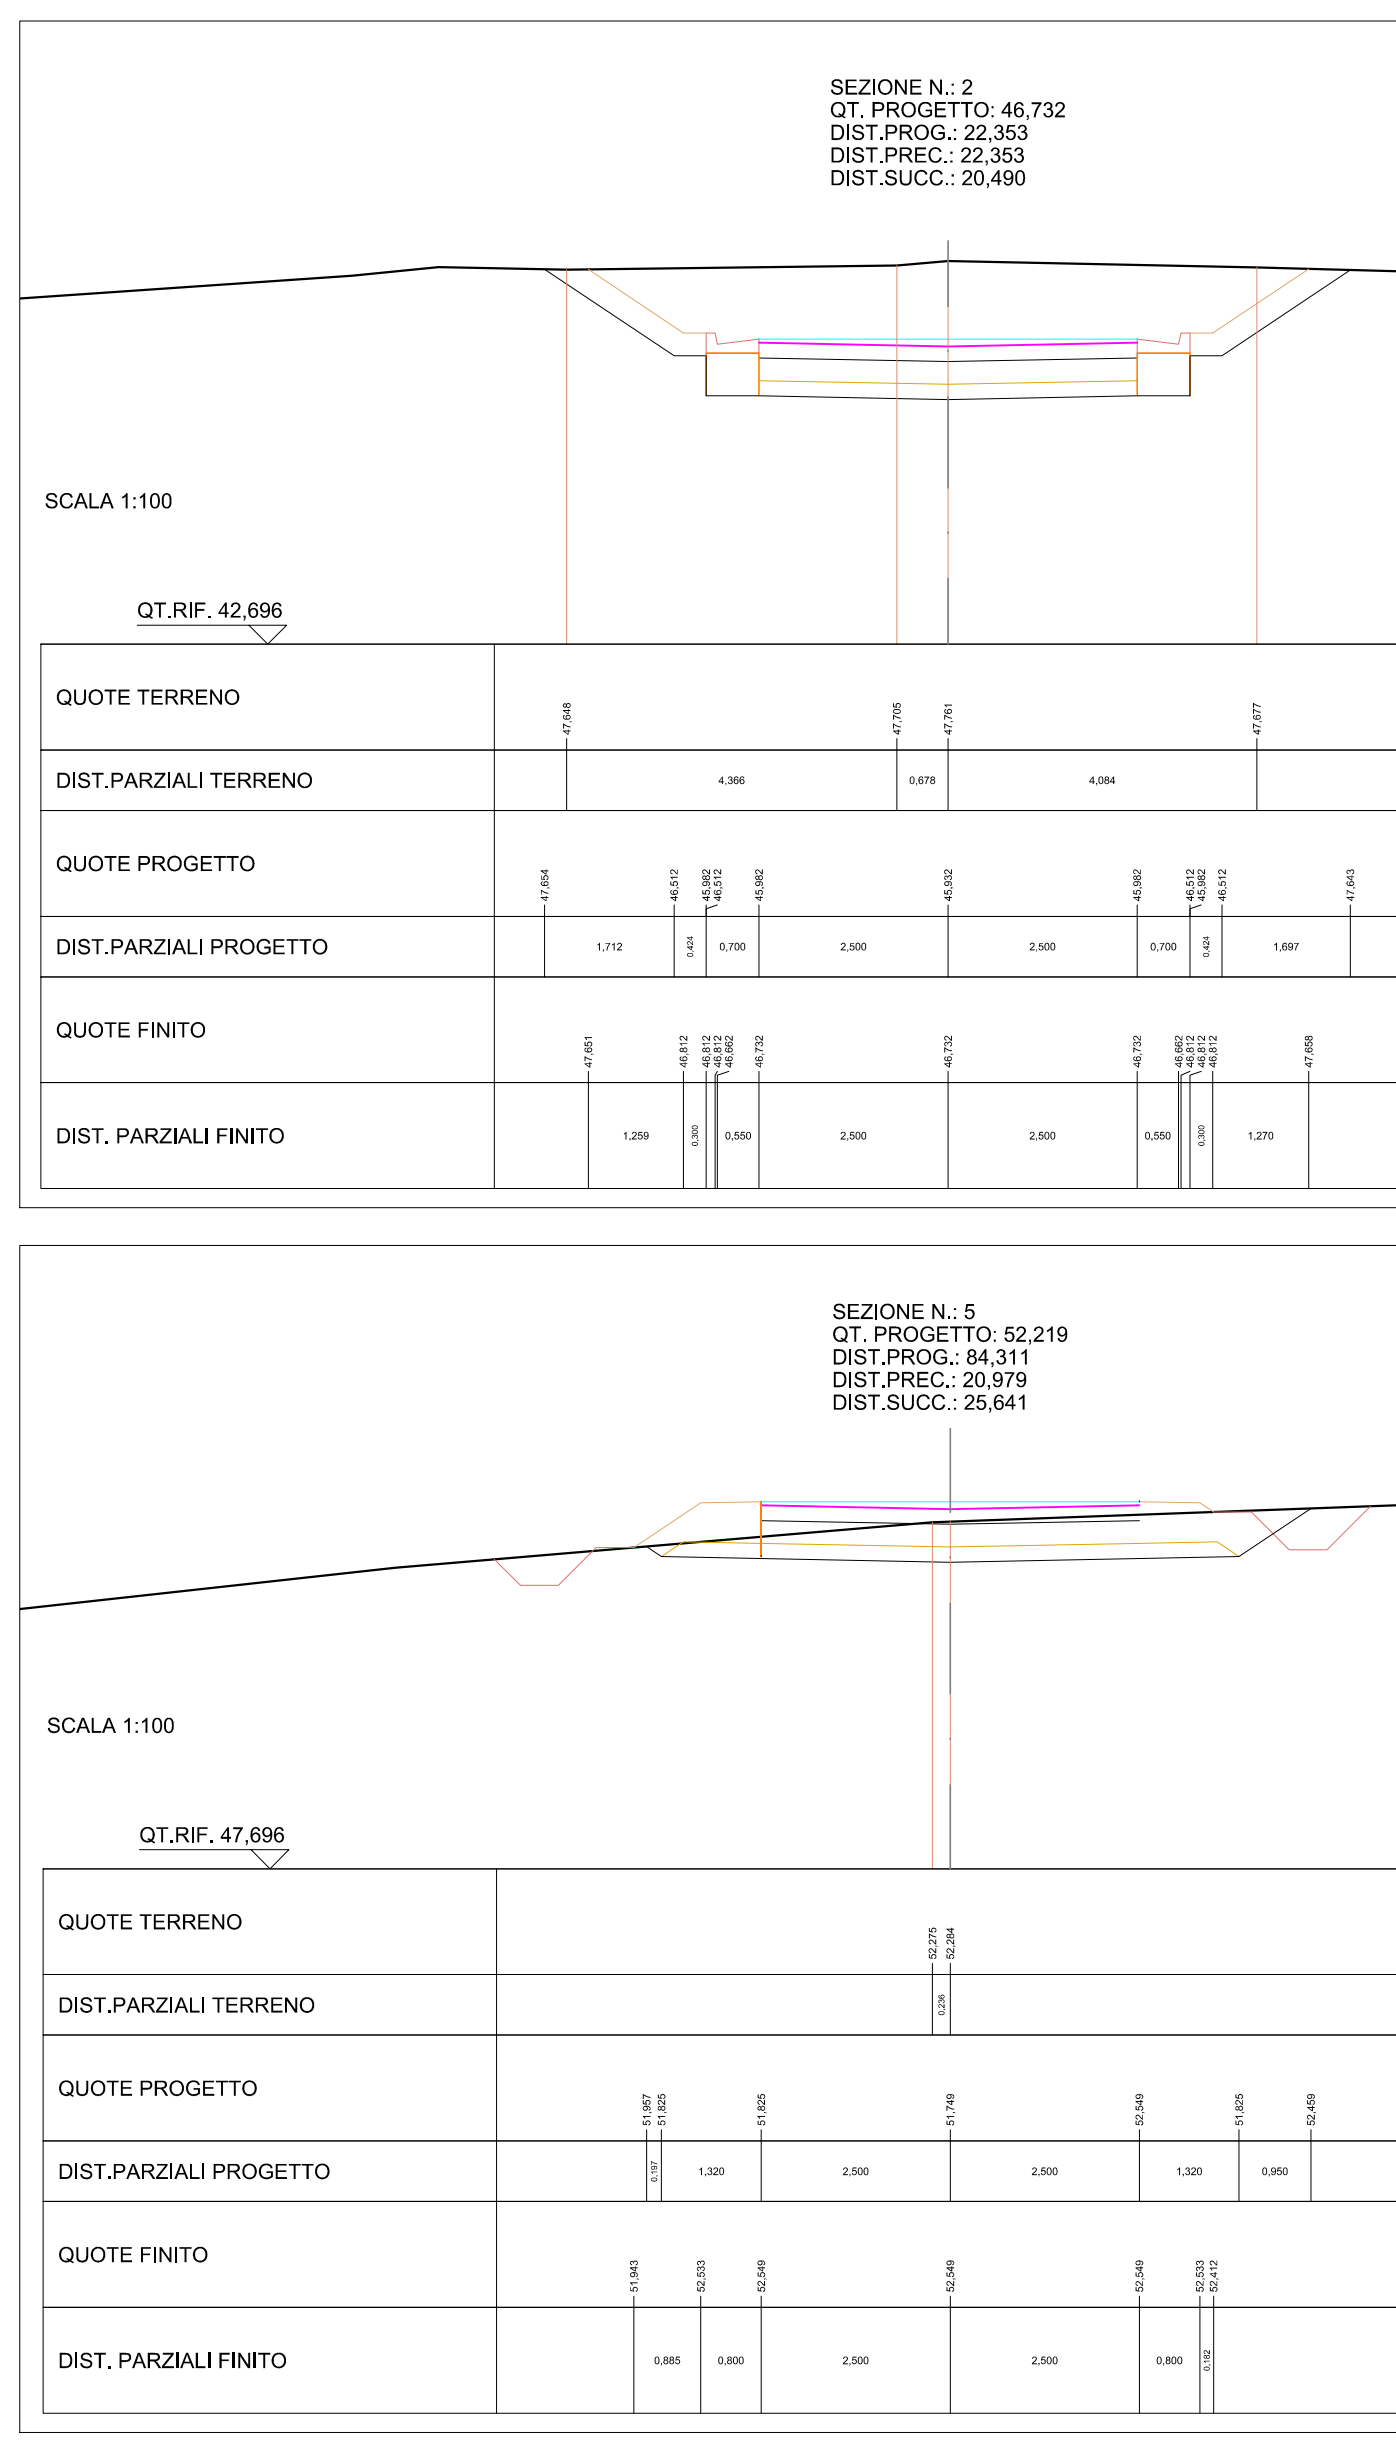 SEZIONE N.: 2
QT. PROGETTO: 46,732
DIST.PROG.: 22,353
DIST.PREC.: 22,353
DIST.SUCC.: 20,490
SCALA 1:100
QT.RIF. 42,696
QUOTE TERRENO
47,648 47,705 47,761 47,677
DIST.PARZIALI TERRENO
4,366 0,678 4,084
QUOTE PROGETTO
47,654 46,512 45,982 46,512 45,982 45,932 45,982 46,512 45,982 46,512 47,643
DIST.PARZIALI PROGETTO
1,712 0,424 0,700 2,500 2,500 0,700 0,424 1,697
QUOTE FINITO
47,651 46,812 46,812 46,812 46,662 46,732 46,732 46,732 46,662 46,812 46,812 46,812 47,658
DIST. PARZIALI FINITO
1,259 0,300 0,550 2,500 2,500 0,550 0,300 1,270
SEZIONE N.: 5
QT. PROGETTO: 52,219
DIST.PROG.: 84,311
DIST.PREC.: 20,979
DIST.SUCC.: 25,641
SCALA 1:100
QT.RIF. 47,696
QUOTE TERRENO
52,275 52,284
DIST.PARZIALI TERRENO
0,236
QUOTE PROGETTO
51,957 51,825 51,825 51,749 52,549 51,825 52,459
DIST.PARZIALI PROGETTO
0,197 1,320 2,500 2,500 1,320 0,950
QUOTE FINITO
51,943 52,533 52,549 52,549 52,549 52,533 52,412
DIST. PARZIALI FINITO
0,885 0,800 2,500 2,500 0,800 0,182